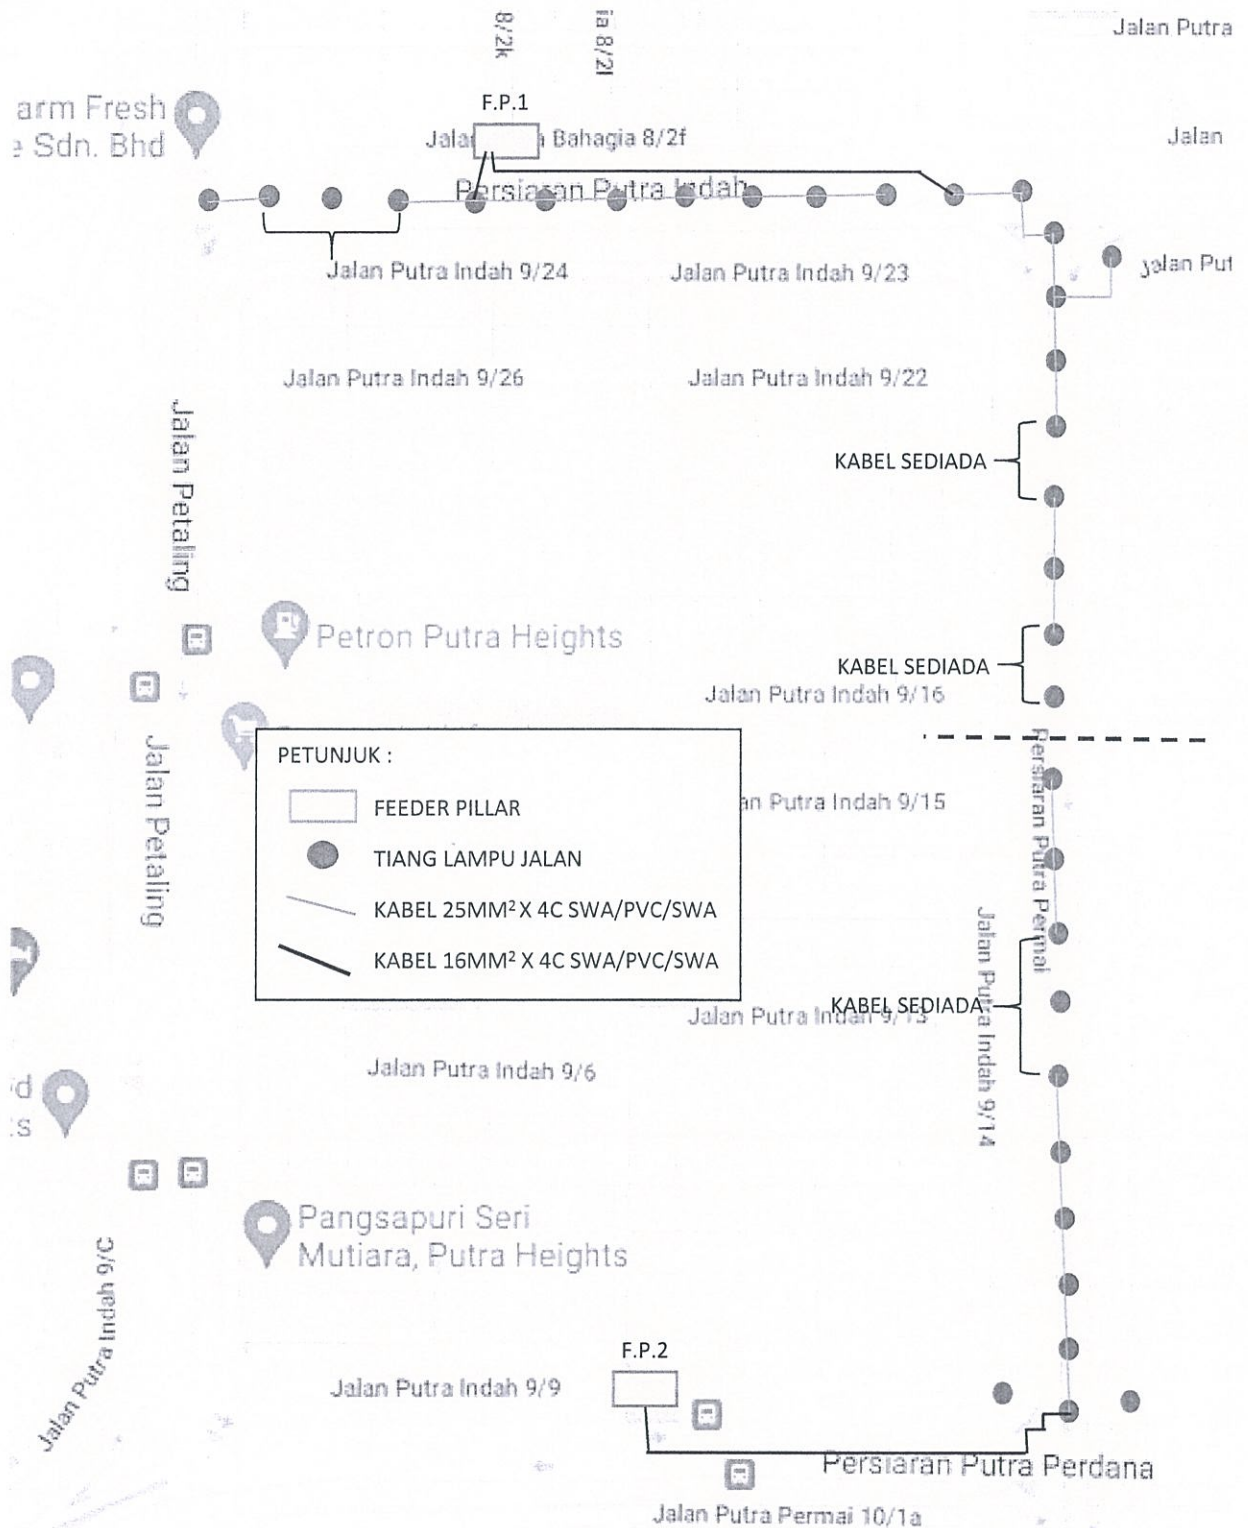 8/2k
ia 8/2l
Jalan Putra
arm Fresh
e Sdn. Bhd
F.P.1
Bahagia 8/2f
Jalan
Persiaran Putra Indah
Jalan Putra Indah 9/24
Jalan Putra Indah 9/23
Jalan Put
Jalan Putra Indah 9/26
Jalan Putra Indah 9/22
Jalan Petaling
KABEL SEDIADA
Petron Putra Heights
KABEL SEDIADA
Jalan Putra Indah 9/16
Jalan Petaling
PETUNJUK :
FEEDER PILLAR
TIANG LAMPU JALAN
KABEL 25MM² X 4C SWA/PVC/SWA
KABEL 16MM² X 4C SWA/PVC/SWA
an Putra Indah 9/15
Persiaran Putra Permai
Jalan Putra Indah 9/14
KABEL SEDIADA
Jalan Putra Indah 9/13
Jalan Putra Indah 9/6
d
s
Pangsapuri Seri
Mutiara, Putra Heights
Jalan Putra Indah 9/C
F.P.2
Jalan Putra Indah 9/9
Persiaran Putra Perdana
Jalan Putra Permai 10/1a